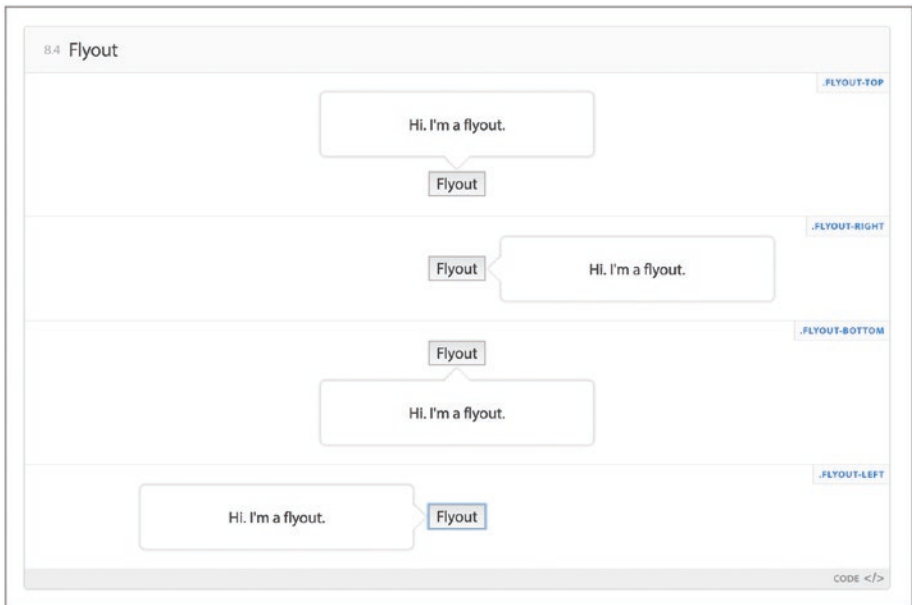 8.4 Flyout
.FLYOUT-TOP
Hi. I'm a flyout.
Flyout
.FLYOUT-RIGHT
Flyout Hi. I'm a flyout.
.FLYOUT-BOTTOM
Flyout
Hi. I'm a flyout.
.FLYOUT-LEFT
Hi. I'm a flyout. Flyout
CODE </>